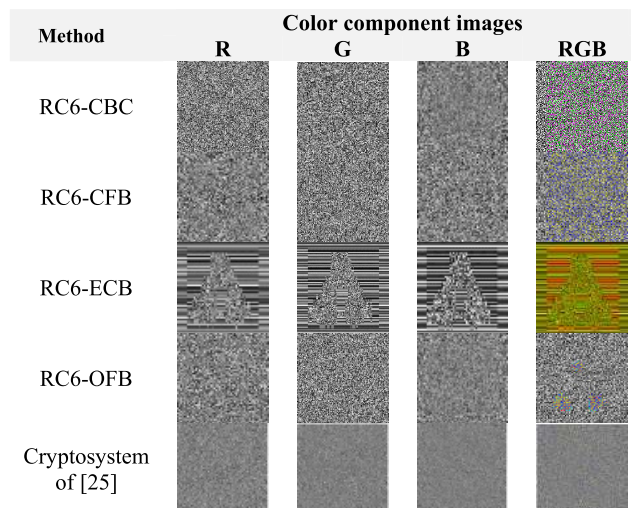 Method
Color component images
R G B RGB
RC6-CBC
RC6-CFB
RC6-ECB
RC6-OFB
Cryptosystem
of [25]